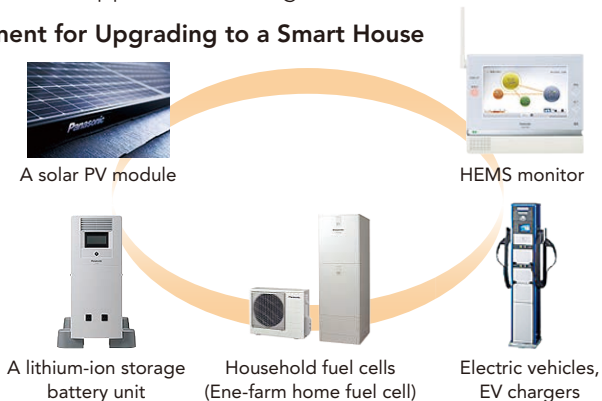 ment for Upgrading to a Smart House
Panasonic
A solar PV module
HEMS monitor
A lithium-ion storage
battery unit
Household fuel cells
(Ene-farm home fuel cell)
Electric vehicles,
EV chargers